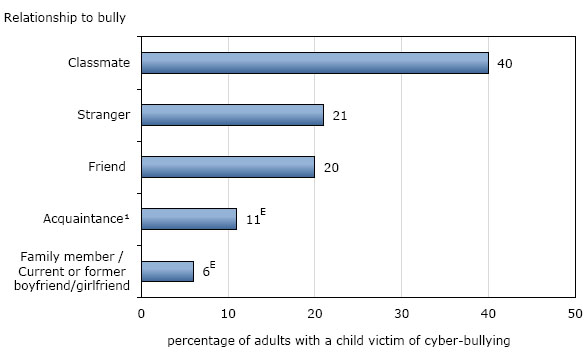 Relationship to bully
Classmate
40
Stranger
21
Friend
20
Acquaintance¹
11ᴱ
Family member /
Current or former
boyfriend/girlfriend
6ᴱ
0 10 20 30 40 50
percentage of adults with a child victim of cyber-bullying